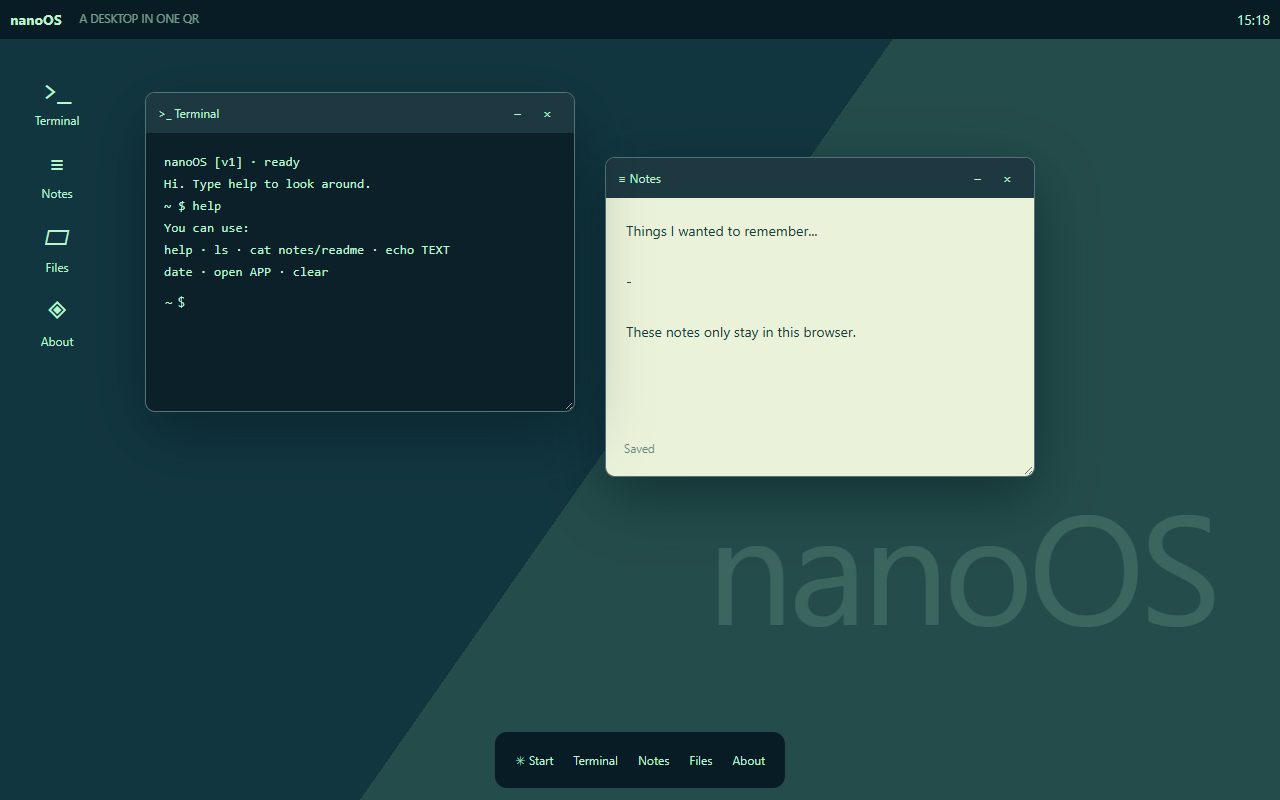 nanoOS A DESKTOP IN ONE QR 15:18
>_
Terminal
≡
Notes
Files
About
>_ Terminal – ×
nanoOS [v1] · ready
Hi. Type help to look around.
~ $ help
You can use:
help · ls · cat notes/readme · echo TEXT
date · open APP · clear
~ $
≡ Notes – ×
Things I wanted to remember...
-
These notes only stay in this browser.
Saved
nanoOS
✳ Start Terminal Notes Files About